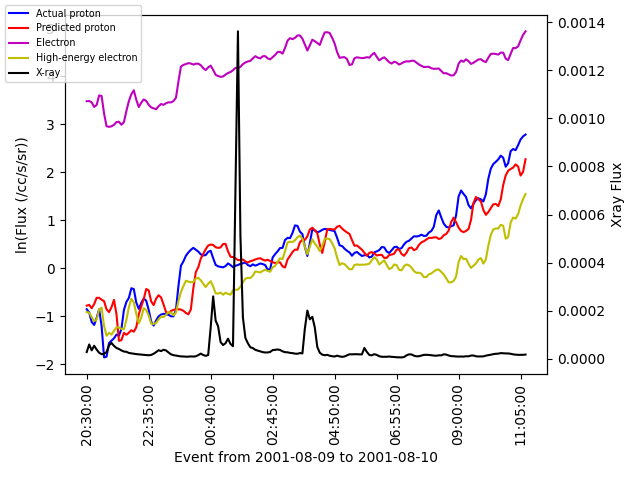 Actual proton
Predicted proton
Electron
High-energy electron
X-ray
3
2
1
0
−1
−2
ln(Flux (/cc/s/sr))
0.0014
0.0012
0.0010
0.0008
0.0006
0.0004
0.0002
0.0000
Xray Flux
20:30:00
22:35:00
00:40:00
02:45:00
04:50:00
06:55:00
09:00:00
11:05:00
Event from 2001-08-09 to 2001-08-10